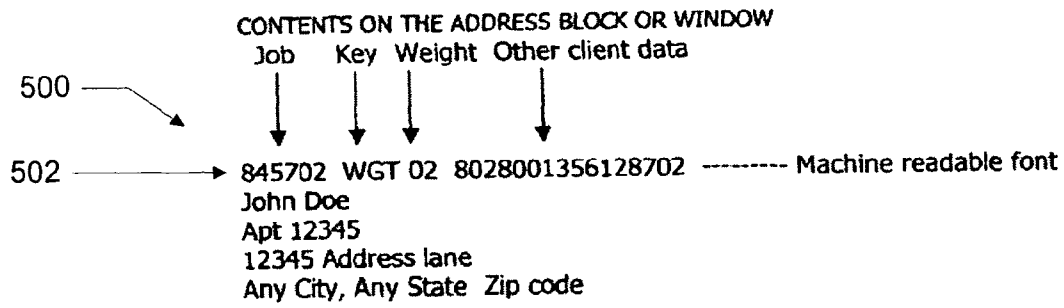 CONTENTS ON THE ADDRESS BLOCK OR WINDOW
Job Key Weight Other client data
500
502 845702 WGT 02 8028001356128702 -------- Machine readable font
John Doe
Apt 12345
12345 Address lane
Any City, Any State Zip code